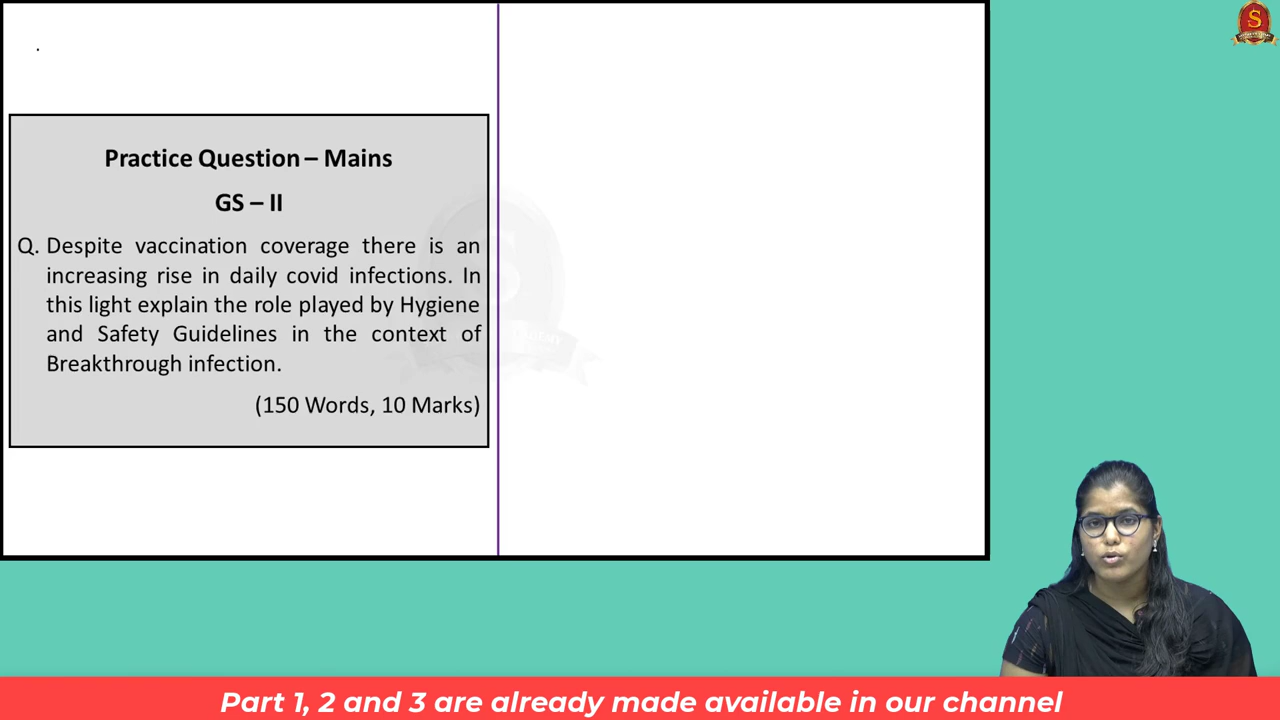 Practice Question – Mains
GS – II
Q. Despite vaccination coverage there is an
increasing rise in daily covid infections. In
this light explain the role played by Hygiene
and Safety Guidelines in the context of
Breakthrough infection.
(150 Words, 10 Marks)
S
Part 1, 2 and 3 are already made available in our channel